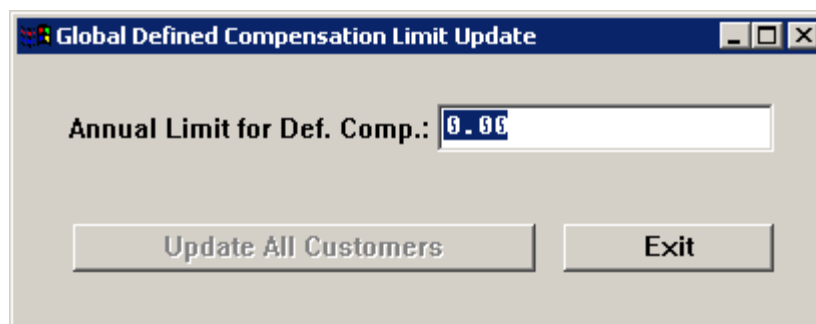 Global Defined Compensation Limit Update
Annual Limit for Def. Comp.: 0.00
Update All Customers Exit